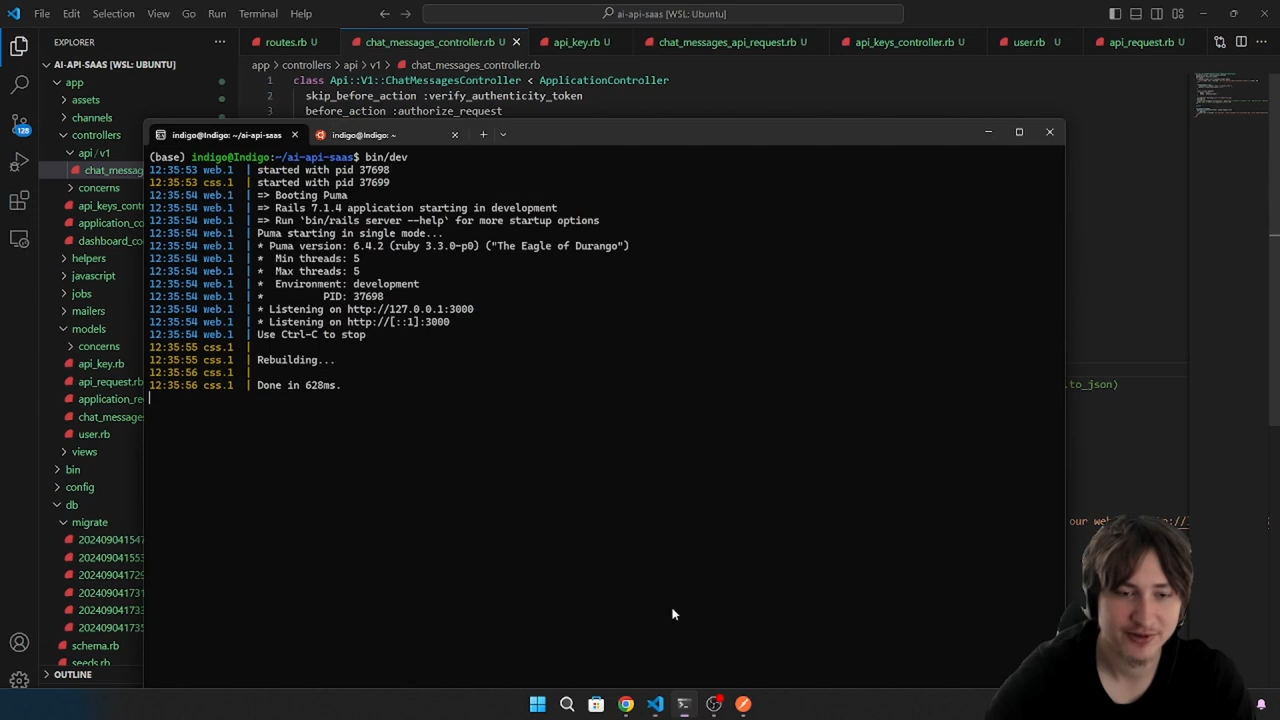 File Edit Selection View Go Run Terminal Help
ai-api-saas [WSL: Ubuntu]
EXPLORER
routes.rb U
chat_messages_controller.rb U
api_key.rb U
chat_messages_api_request.rb U
api_keys_controller.rb U
user.rb U
api_request.rb U
AI-API-SAAS [WSL: UBUNTU]
app > controllers > api > v1 > chat_messages_controller.rb
app
assets
channels
controllers
api / v1
chat_messag
concerns
api_keys_cont
application_co
dashboard_co
helpers
javascript
jobs
mailers
models
concerns
api_key.rb
api_request.rb
application_re
chat_messages
user.rb
views
bin
config
db
migrate
20240904154
20240904155
20240904172
20240904173
20240904173
20240904173
schema.rb
seeds.rb
OUTLINE
128
1 class Api::V1::ChatMessagesController < ApplicationController
2 skip_before_action :verify_authenticity_token
before_action :authorize_request
.to_json)
indigo@Indigo: ~/ai-api-saas
indigo@Indigo: ~
(base) indigo@Indigo:~/ai-api-saas$ bin/dev
12:35:53 web.1 | started with pid 37698
12:35:53 css.1 | started with pid 37699
12:35:54 web.1 | => Booting Puma
12:35:54 web.1 | => Rails 7.1.4 application starting in development
12:35:54 web.1 | => Run `bin/rails server --help` for more startup options
12:35:54 web.1 | Puma starting in single mode...
12:35:54 web.1 | * Puma version: 6.4.2 (ruby 3.3.0-p0) ("The Eagle of Durango")
12:35:54 web.1 | * Min threads: 5
12:35:54 web.1 | * Max threads: 5
12:35:54 web.1 | * Environment: development
12:35:54 web.1 | * PID: 37698
12:35:54 web.1 | * Listening on http://127.0.0.1:3000
12:35:54 web.1 | * Listening on http://[::1]:3000
12:35:54 web.1 | Use Ctrl-C to stop
12:35:55 css.1 |
12:35:55 css.1 | Rebuilding...
12:35:56 css.1 |
12:35:56 css.1 | Done in 628ms.